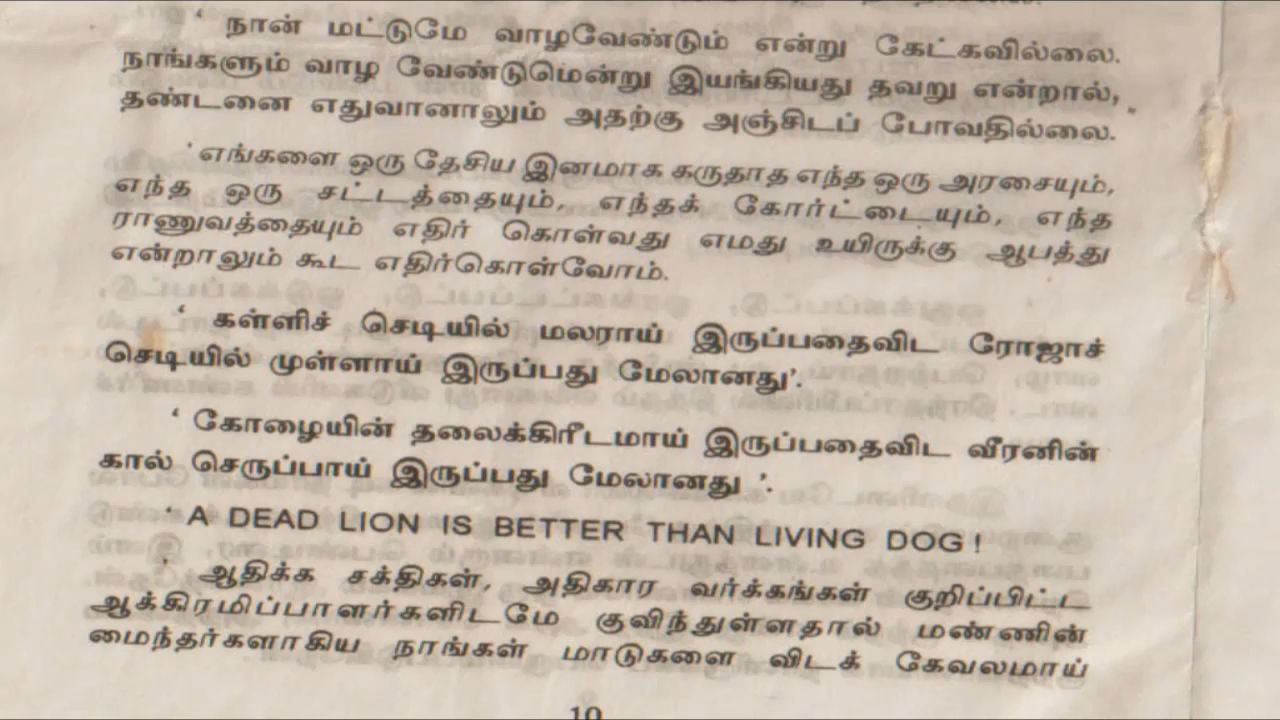 ‘ நான் மட்டுமே வாழவேண்டும் என்று கேட்கவில்லை.
நாங்களும் வாழ வேண்டுமென்று இயங்கியது தவறு என்றால்,
தண்டனை எதுவானாலும் அதற்கு அஞ்சிடப் போவதில்லை.
‘ எங்களை ஒரு தேசிய இனமாக கருதாத எந்த ஒரு அரசையும்,
எந்த ஒரு சட்டத்தையும், எந்தக் கோர்ட்டையும், எந்த
ராணுவத்தையும் எதிர் கொள்வது எமது உயிருக்கு ஆபத்து
என்றாலும் கூட எதிர்கொள்வோம்.
‘ கள்ளிச் செடியில் மலராய் இருப்பதைவிட ரோஜாச்
செடியில் முள்ளாய் இருப்பது மேலானது’.
‘ கோழையின் தலைக்கிரீடமாய் இருப்பதைவிட வீரனின்
கால் செருப்பாய் இருப்பது மேலானது ’.
‘ A DEAD LION IS BETTER THAN LIVING DOG !
‘ ஆதிக்க சக்திகள், அதிகார வர்க்கங்கள் குறிப்பிட்ட
ஆக்கிரமிப்பாளர்களிடமே குவிந்துள்ளதால் மண்ணின்
மைந்தர்களாகிய நாங்கள் மாடுகளை விடக் கேவலமாய்
10